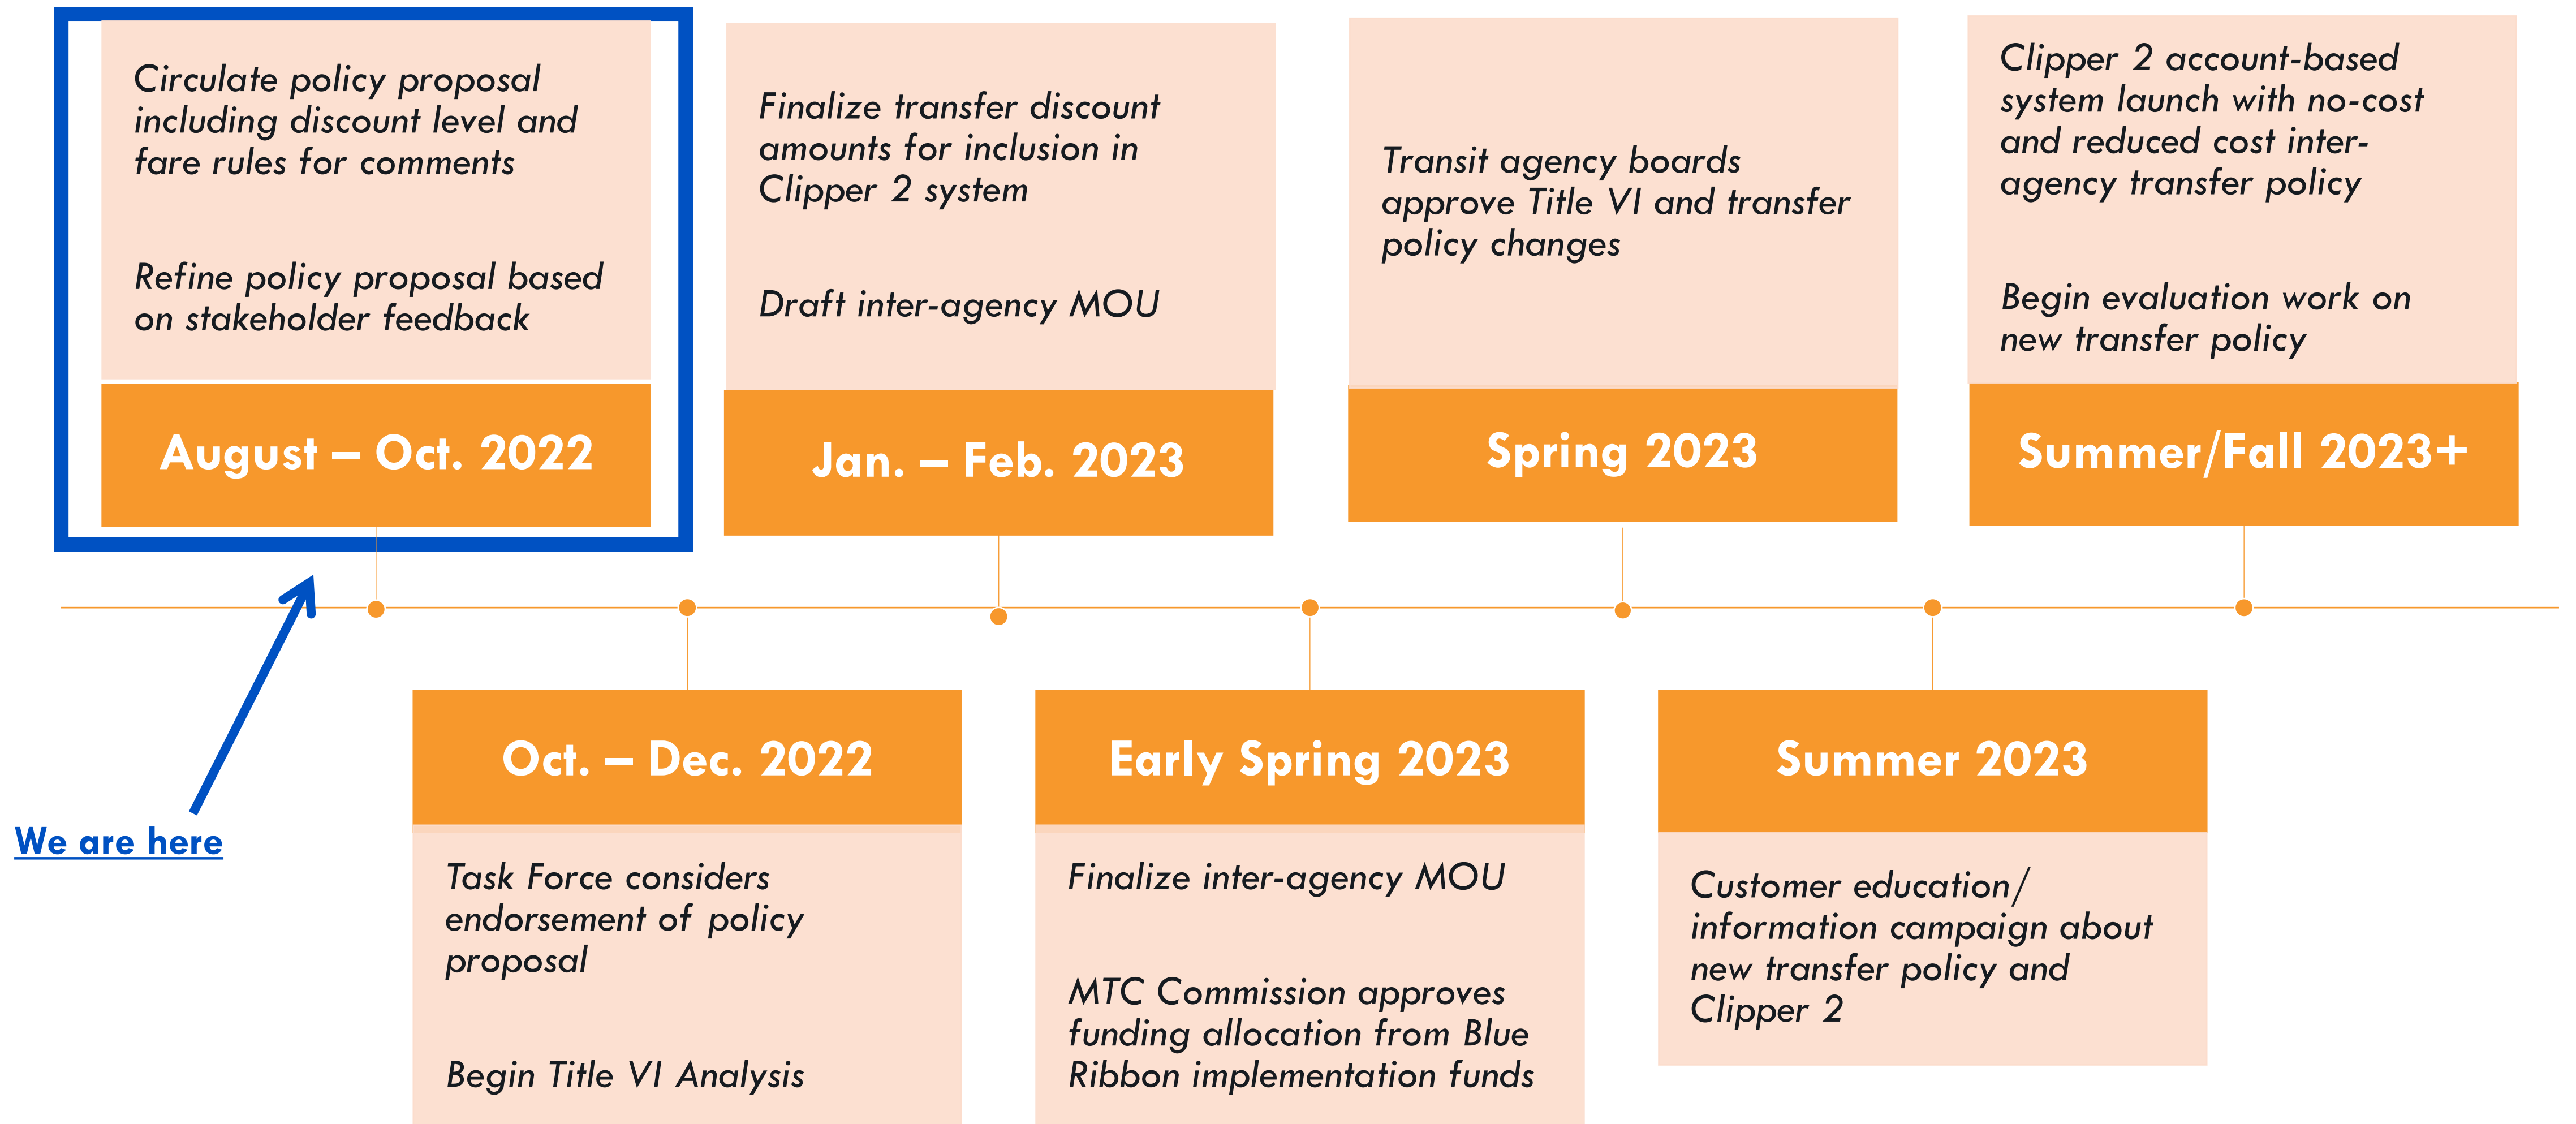 Circulate policy proposal
including discount level and
fare rules for comments
Refine policy proposal based
on stakeholder feedback
August – Oct. 2022
We are here
Oct. – Dec. 2022
Task Force considers
endorsement of policy
proposal
Begin Title VI Analysis
Finalize transfer discount
amounts for inclusion in
Clipper 2 system
Draft inter-agency MOU
Jan. – Feb. 2023
Early Spring 2023
Finalize inter-agency MOU
MTC Commission approves
funding allocation from Blue
Ribbon implementation funds
Transit agency boards
approve Title VI and transfer
policy changes
Spring 2023
Summer 2023
Customer education/
information campaign about
new transfer policy and
Clipper 2
Clipper 2 account-based
system launch with no-cost
and reduced cost inter-
agency transfer policy
Begin evaluation work on
new transfer policy
Summer/Fall 2023+